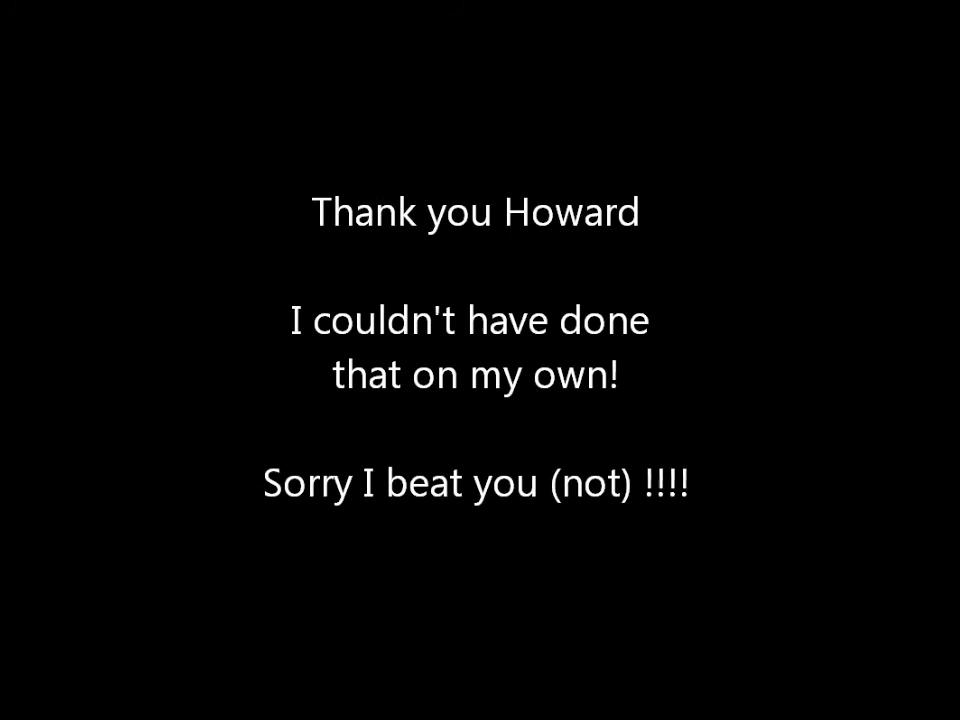 Thank you Howard
I couldn't have done
that on my own!
Sorry I beat you (not) !!!!